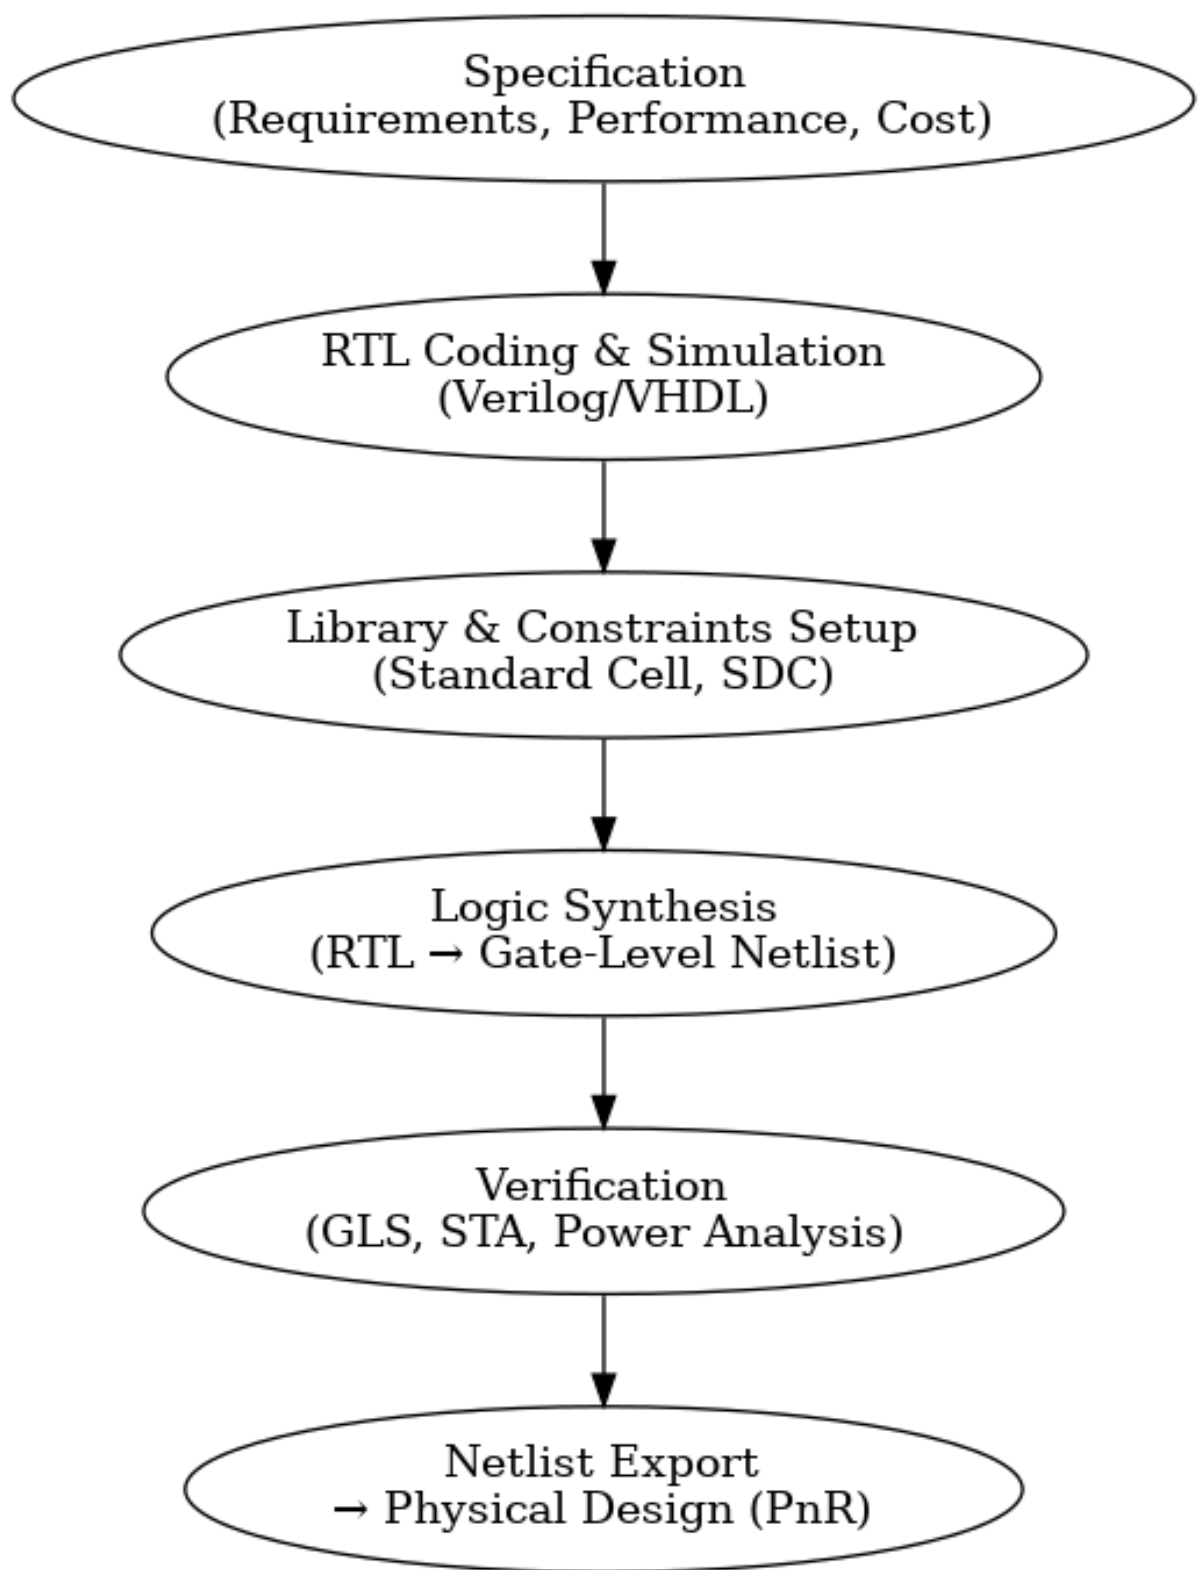 Specification
(Requirements, Performance, Cost)
RTL Coding & Simulation
(Verilog/VHDL)
Library & Constraints Setup
(Standard Cell, SDC)
Logic Synthesis
(RTL → Gate-Level Netlist)
Verification
(GLS, STA, Power Analysis)
Netlist Export
→ Physical Design (PnR)